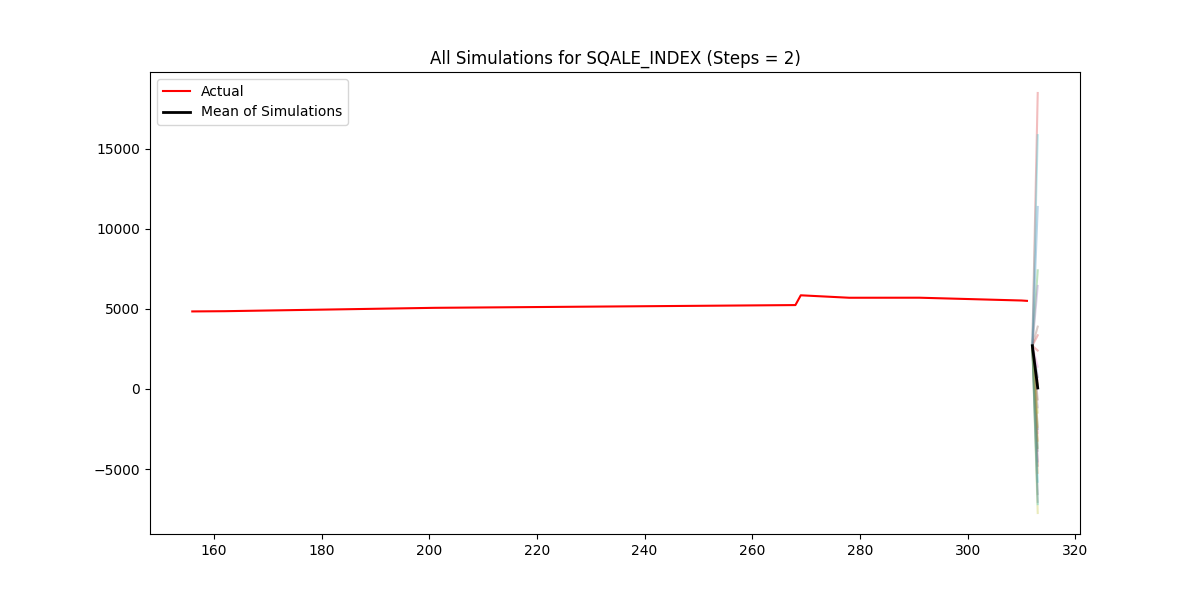 All Simulations for SQALE_INDEX (Steps = 2)
Actual
Mean of Simulations
15000
10000
5000
0
−5000
160 180 200 220 240 260 280 300 320